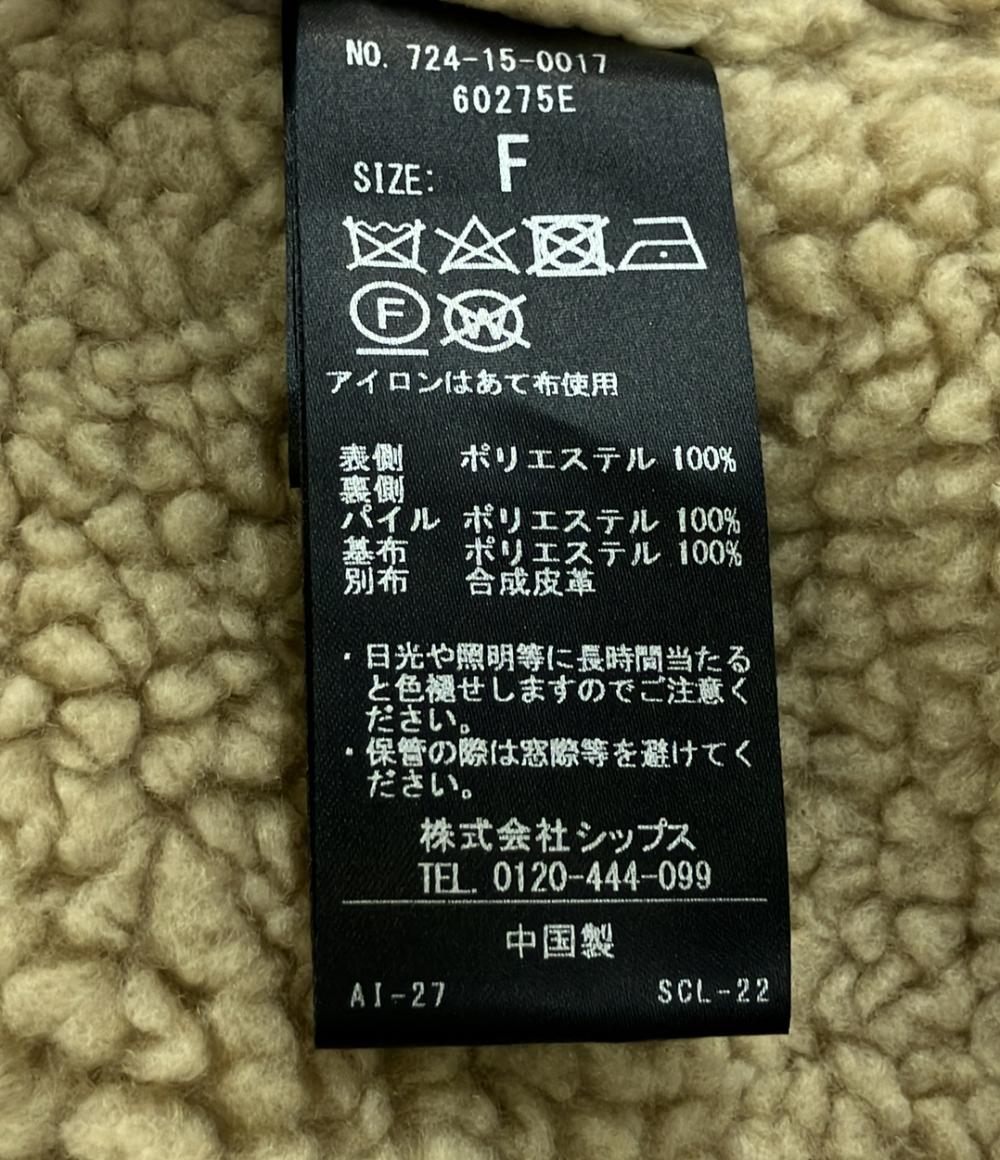 NO. 724-15-0017
60275E
SIZE: F
F W
アイロンはあて布使用
表側 ポリエステル 100%
裏側
パイル ポリエステル 100%
基布 ポリエステル 100%
別布 合成皮革
・日光や照明等に長時間当たる
と色褪せしますのでご注意く
ださい。
・保管の際は窓際等を避けてく
ださい。
株式会社シップス
TEL. 0120-444-099
中国製
AI-27 SCL-22